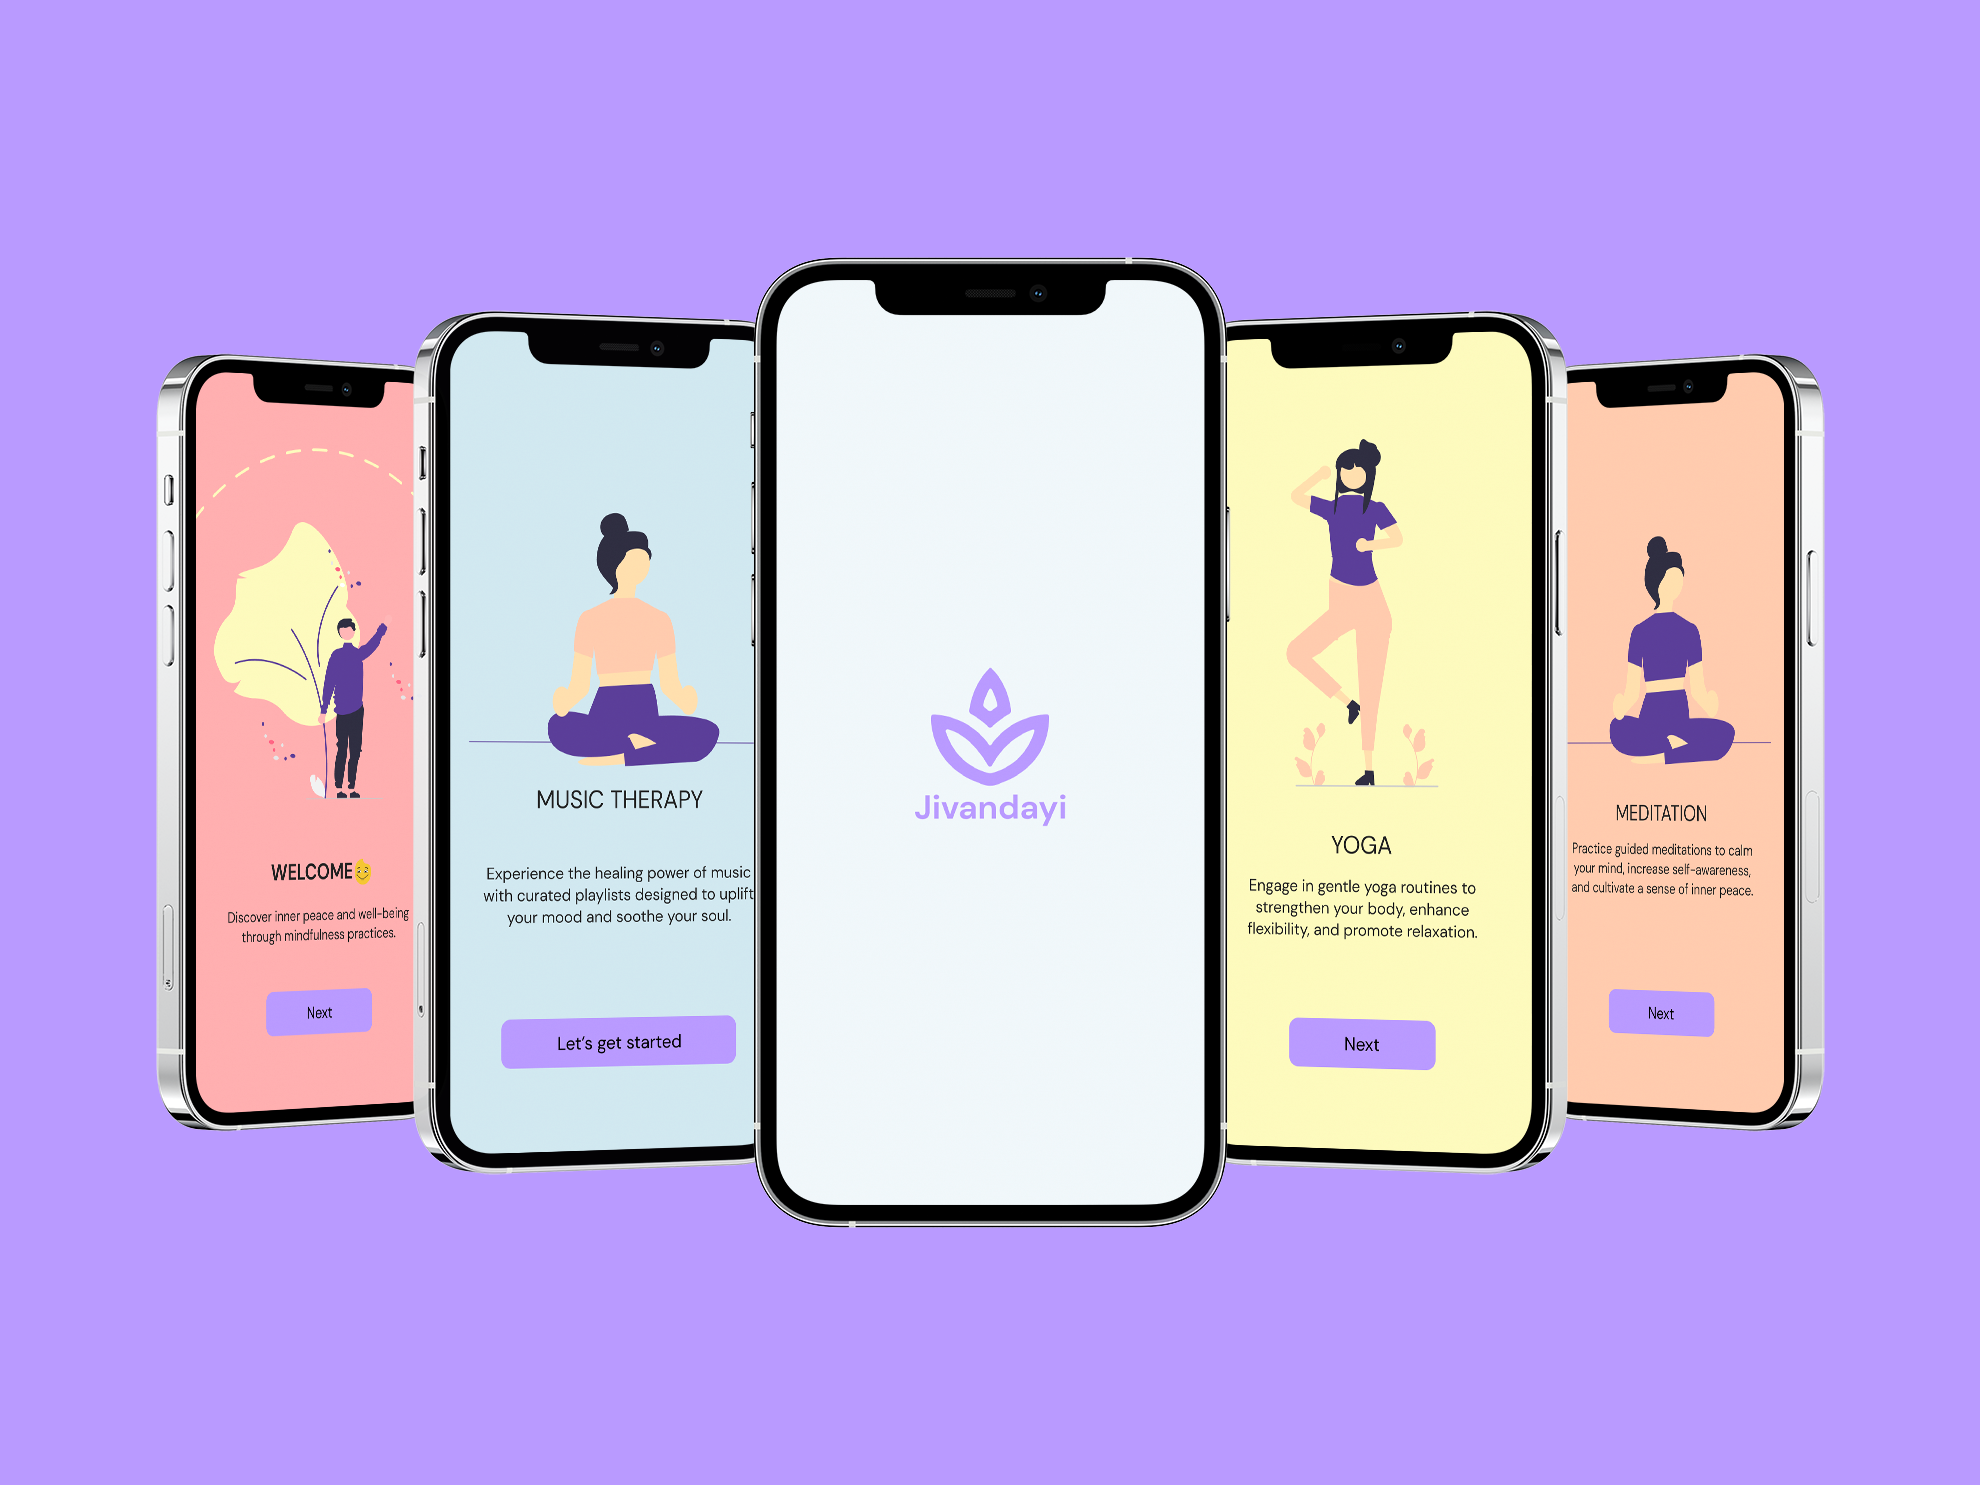 WELCOME
Discover inner peace and well-being
through mindfulness practices.
Next
MUSIC THERAPY
Experience the healing power of music
with curated playlists designed to uplift
your mood and soothe your soul.
Let's get started
Jivandayi
YOGA
Engage in gentle yoga routines to
strengthen your body, enhance
flexibility, and promote relaxation.
Next
MEDITATION
Practice guided meditations to calm
your mind, increase self-awareness,
and cultivate a sense of inner peace.
Next